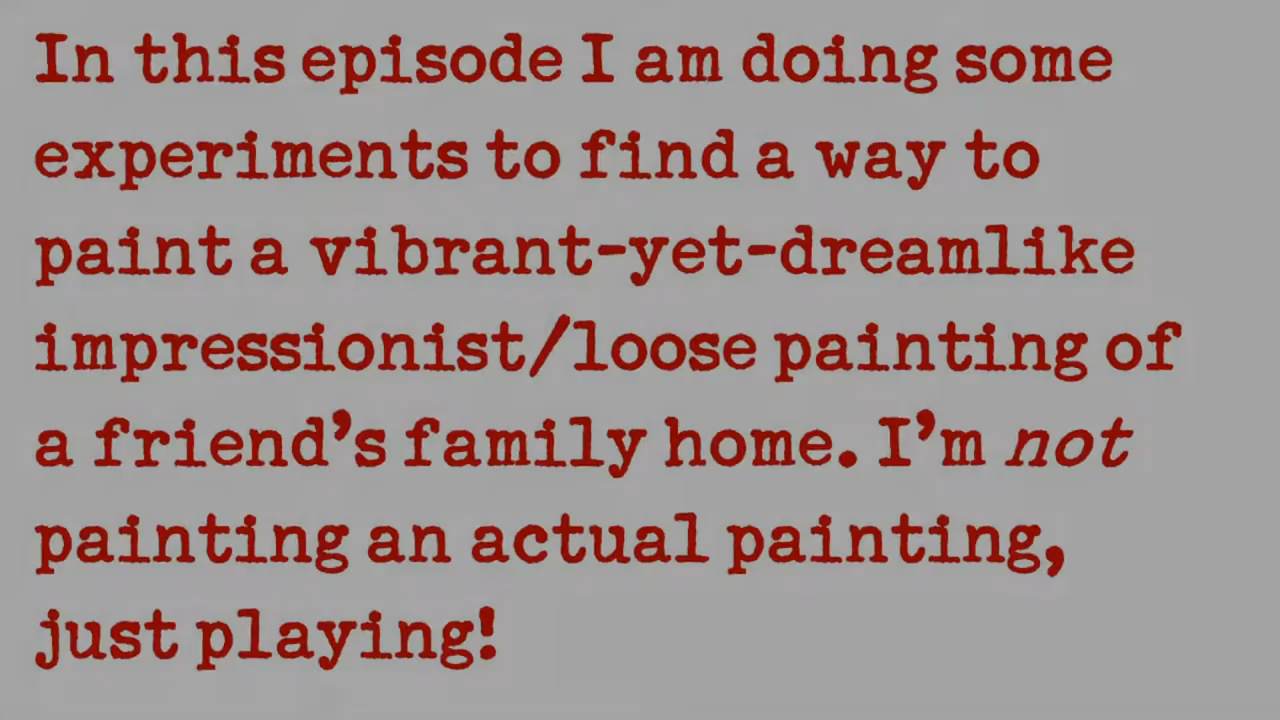 In this episode I am doing some
experiments to find a way to
paint a vibrant-yet-dreamlike
impressionist/loose painting of
a friend’s family home. I’m not
painting an actual painting,
just playing!